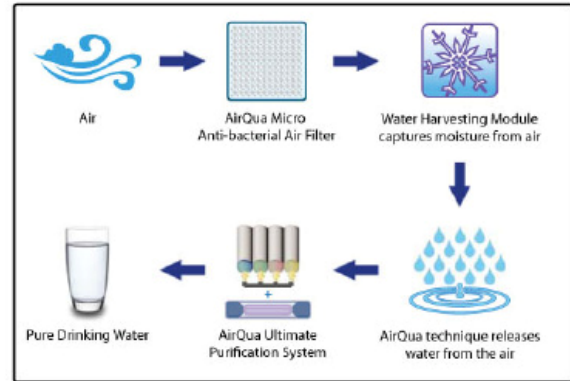 Air
AirQua Micro
Anti-bacterial Air Filter
Water Harvesting Module
captures moisture from air
Pure Drinking Water
AirQua Ultimate
Purification System
AirQua technique releases
water from the air